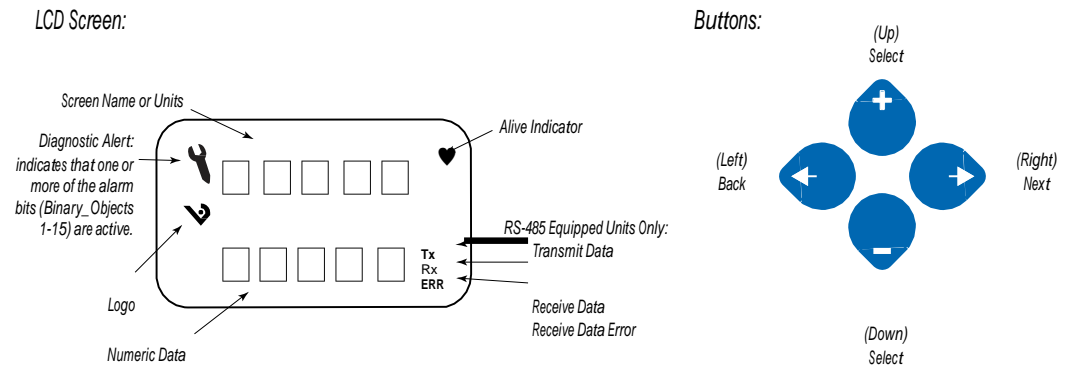 LCD Screen:
Screen Name or Units
Diagnostic Alert:
indicates that one or
more of the alarm
bits (Binary_Objects
1-15) are active.
Logo
Numeric Data
Alive Indicator
RS-485 Equipped Units Only:
Transmit Data
Tx
Rx
ERR
Receive Data
Receive Data Error
Buttons:
(Up)
Select
+
(Left)
Back
(Right)
Next
-
(Down)
Select